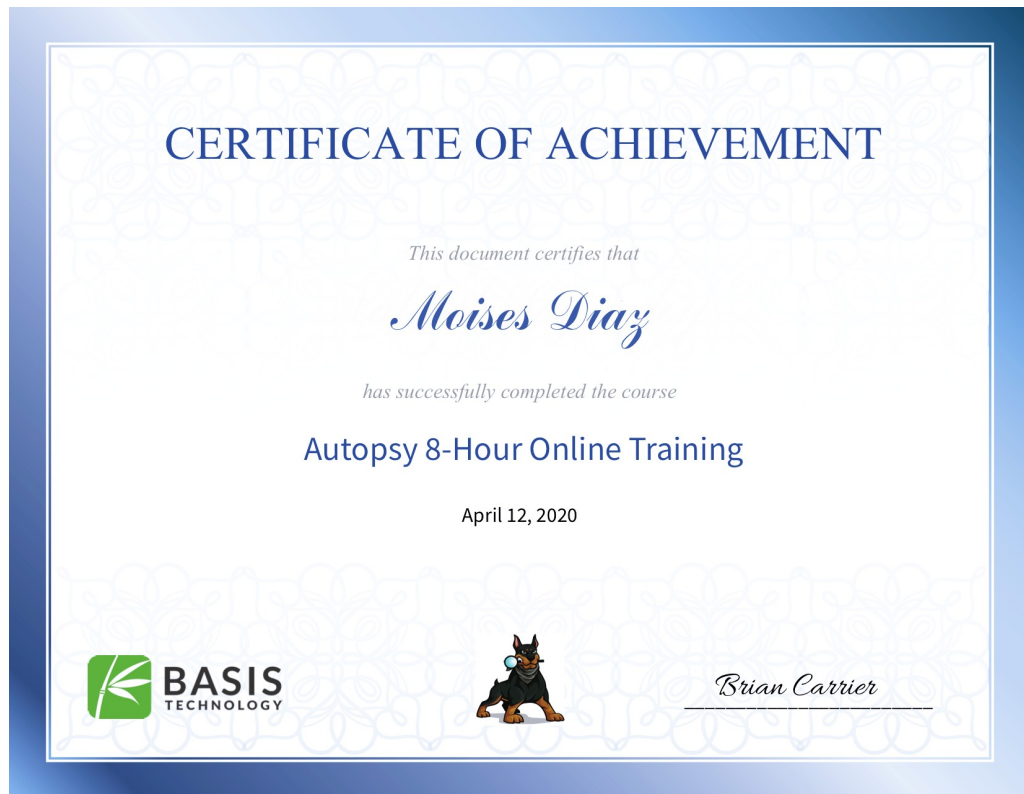 CERTIFICATE OF ACHIEVEMENT
This document certifies that
Moises Diaz
has successfully completed the course
Autopsy 8-Hour Online Training
April 12, 2020
BASIS
TECHNOLOGY
Brian Carrier